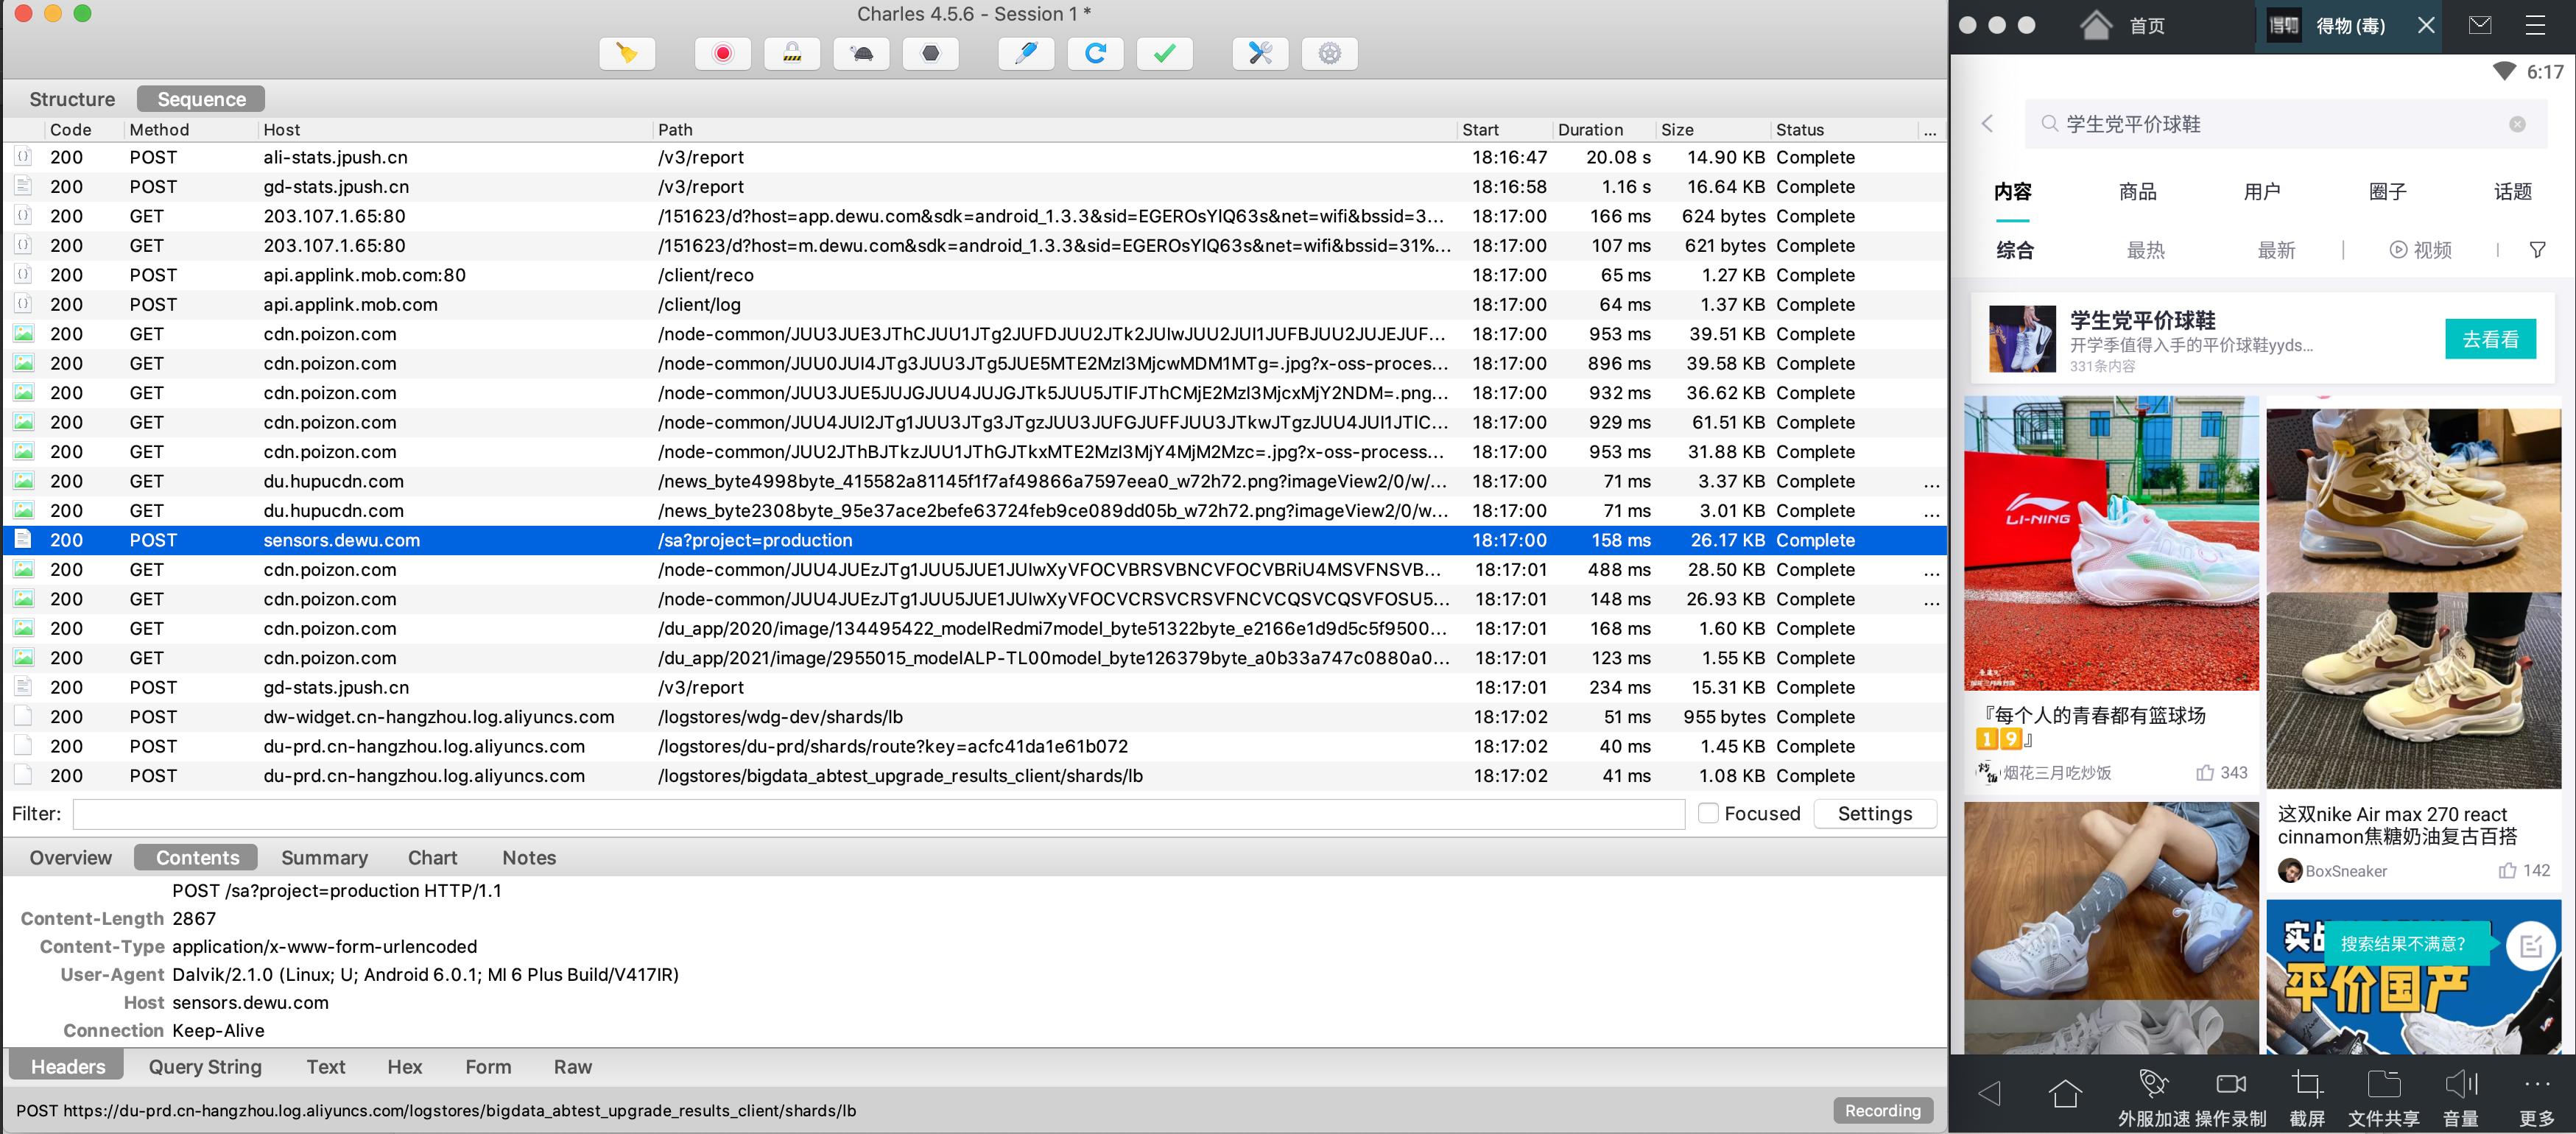 Charles 4.5.6 - Session 1 *
Structure Sequence
Code Method Host Path Start Duration Size Status ...
200 POST ali-stats.jpush.cn /v3/report 18:16:47 20.08 s 14.90 KB Complete
200 POST gd-stats.jpush.cn /v3/report 18:16:58 1.16 s 16.64 KB Complete
200 GET 203.107.1.65:80 /151623/d?host=app.dewu.com&sdk=android_1.3.3&sid=EGEROsYlQ63s&net=wifi&bssid=3... 18:17:00 166 ms 624 bytes Complete
200 GET 203.107.1.65:80 /151623/d?host=m.dewu.com&sdk=android_1.3.3&sid=EGEROsYlQ63s&net=wifi&bssid=31%... 18:17:00 107 ms 621 bytes Complete
200 POST api.applink.mob.com:80 /client/reco 18:17:00 65 ms 1.27 KB Complete
200 POST api.applink.mob.com /client/log 18:17:00 64 ms 1.37 KB Complete
200 GET cdn.poizon.com /node-common/JUU3JUE3JThCJUU1JTg2JUFDJUU2JTk2JUIwJUU2JUI1JUFBJUU2JUJEJUF... 18:17:00 953 ms 39.51 KB Complete
200 GET cdn.poizon.com /node-common/JUU0JUI4JTg3JUU3JTg5JUE5MTE2MzI3MjcwMDM1MTg=.jpg?x-oss-proces... 18:17:00 896 ms 39.58 KB Complete
200 GET cdn.poizon.com /node-common/JUU3JUE5JUJGJUU4JUJGJTk5JUU5JTlFJThCMjE2MzI3MjcxMjY2NDM=.png... 18:17:00 932 ms 36.62 KB Complete
200 GET cdn.poizon.com /node-common/JUU4JUI2JTg1JUU3JTg3JTgzJUU3JUFGJUFFJUU3JTkwJTgzJUU4JUI1JTlC... 18:17:00 929 ms 61.51 KB Complete
200 GET cdn.poizon.com /node-common/JUU2JThBJTkzJUU1JThGJTkxMTE2MzI3MjY4MjM2Mzc=.jpg?x-oss-process... 18:17:00 953 ms 31.88 KB Complete
200 GET du.hupucdn.com /news_byte4998byte_415582a81145f1f7af49866a7597eea0_w72h72.png?imageView2/0/w/... 18:17:00 71 ms 3.37 KB Complete ...
200 GET du.hupucdn.com /news_byte2308byte_95e37ace2befe63724feb9ce089dd05b_w72h72.png?imageView2/0/w... 18:17:00 71 ms 3.01 KB Complete ...
200 POST sensors.dewu.com /sa?project=production 18:17:00 158 ms 26.17 KB Complete
200 GET cdn.poizon.com /node-common/JUU4JUEzJTg1JUU5JUE1JUIwXyVFOCVBRSVBNCVFOCVBRiU4MSVFNSVB... 18:17:01 488 ms 28.50 KB Complete ...
200 GET cdn.poizon.com /node-common/JUU4JUEzJTg1JUU5JUE1JUIwXyVFOCVCRSVCRSVFNCVCQSVCQSVFOSU5... 18:17:01 148 ms 26.93 KB Complete ...
200 GET cdn.poizon.com /du_app/2020/image/134495422_modelRedmi7model_byte51322byte_e2166e1d9d5c5f9500... 18:17:01 168 ms 1.60 KB Complete
200 GET cdn.poizon.com /du_app/2021/image/2955015_modelALP-TL00model_byte126379byte_a0b33a747c0880a0... 18:17:01 123 ms 1.55 KB Complete
200 POST gd-stats.jpush.cn /v3/report 18:17:01 234 ms 15.31 KB Complete
200 POST dw-widget.cn-hangzhou.log.aliyuncs.com /logstores/wdg-dev/shards/lb 18:17:02 51 ms 955 bytes Complete
200 POST du-prd.cn-hangzhou.log.aliyuncs.com /logstores/du-prd/shards/route?key=acfc41da1e61b072 18:17:02 40 ms 1.45 KB Complete
200 POST du-prd.cn-hangzhou.log.aliyuncs.com /logstores/bigdata_abtest_upgrade_results_client/shards/lb 18:17:02 41 ms 1.08 KB Complete
Filter: Focused Settings
Overview Contents Summary Chart Notes
POST /sa?project=production HTTP/1.1
Content-Length 2867
Content-Type application/x-www-form-urlencoded
User-Agent Dalvik/2.1.0 (Linux; U; Android 6.0.1; MI 6 Plus Build/V417IR)
Host sensors.dewu.com
Connection Keep-Alive
Headers Query String Text Hex Form Raw
POST https://du-prd.cn-hangzhou.log.aliyuncs.com/logstores/bigdata_abtest_upgrade_results_client/shards/lb Recording
首页 得物 得物 (毒)
6:17
学生党平价球鞋
内容 商品 用户 圈子 话题
综合 最热 最新 | 视频 |
学生党平价球鞋
开学季值得入手的平价球鞋yyds...
331条内容
去看看
LI-NING
『每个人的青春都有篮球场
19』
烟花三月吃炒饭 343
这双nike Air max 270 react
cinnamon焦糖奶油复古百搭
BoxSneaker 142
搜索结果不满意?
平价国产
外服加速 操作录制 截屏 文件共享 音量 更多